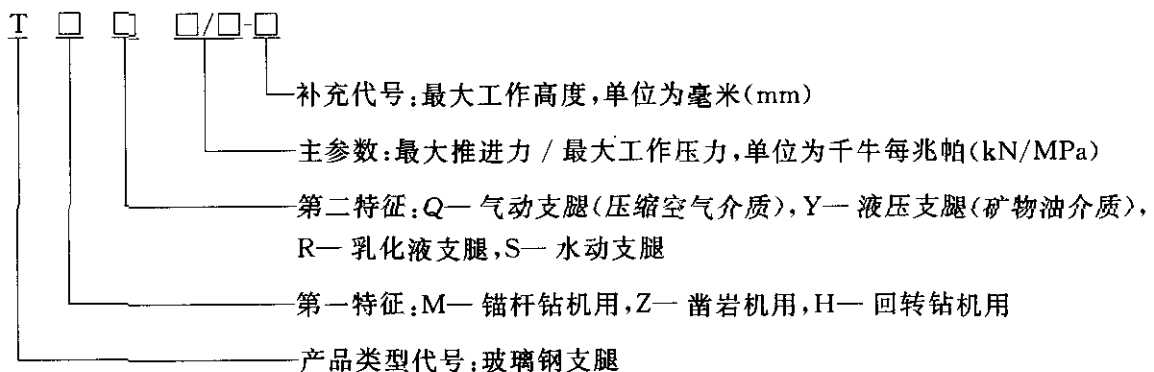 T □ □ □/□-□
补充代号:最大工作高度,单位为毫米(mm)
主参数:最大推进力 / 最大工作压力,单位为千牛每兆帕(kN/MPa)
第二特征:Q— 气动支腿(压缩空气介质),Y— 液压支腿(矿物油介质),
R— 乳化液支腿,S— 水动支腿
第一特征:M— 锚杆钻机用,Z— 凿岩机用,H— 回转钻机用
产品类型代号:玻璃钢支腿